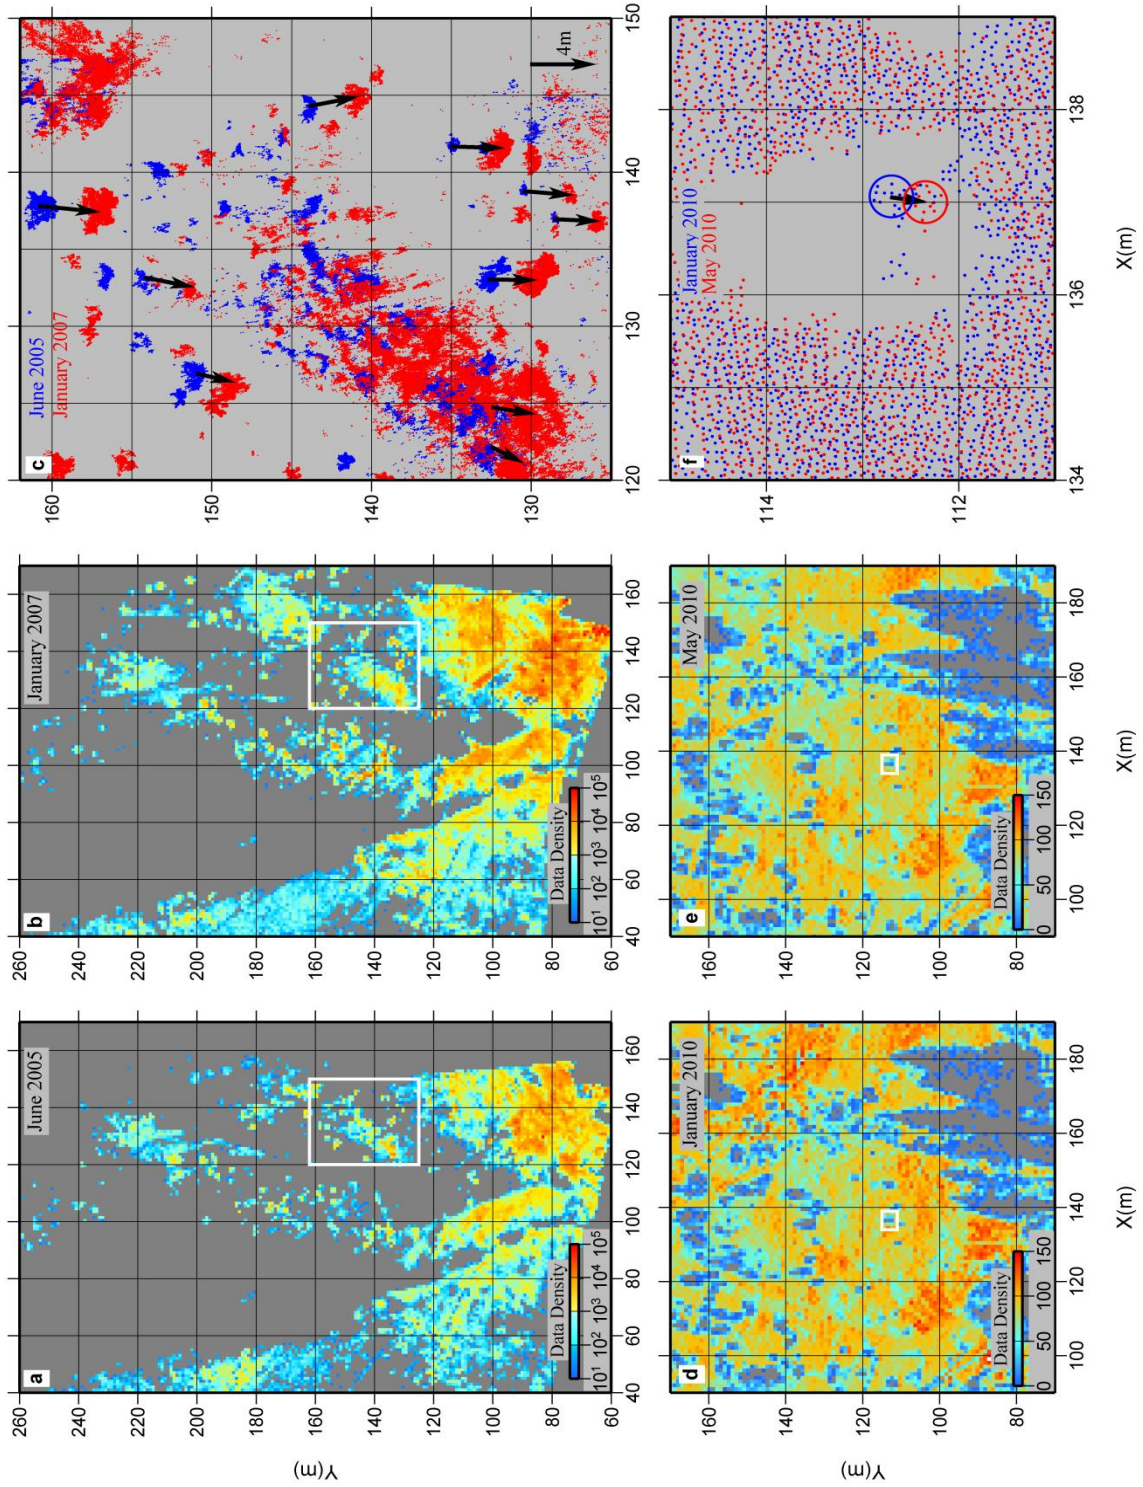 a
June 2005
260
240
220
200
180
160
140
120
100
80
60
Y(m)
Data Density
10¹ 10² 10³ 10⁴ 10⁵
40 60 80 100 120 140 160
b
January 2007
260
240
220
200
180
160
140
120
100
80
60
Data Density
10¹ 10² 10³ 10⁴ 10⁵
40 60 80 100 120 140 160
c
June 2005
January 2007
160
150
140
130
4m
120 130 140 150
d
January 2010
160
140
120
100
80
Y(m)
Data Density
0 50 100 150
100 120 140 160 180
e
May 2010
160
140
120
100
80
Data Density
0 50 100 150
100 120 140 160 180
X(m)
f
January 2010
May 2010
114
112
134 136 138
X(m)